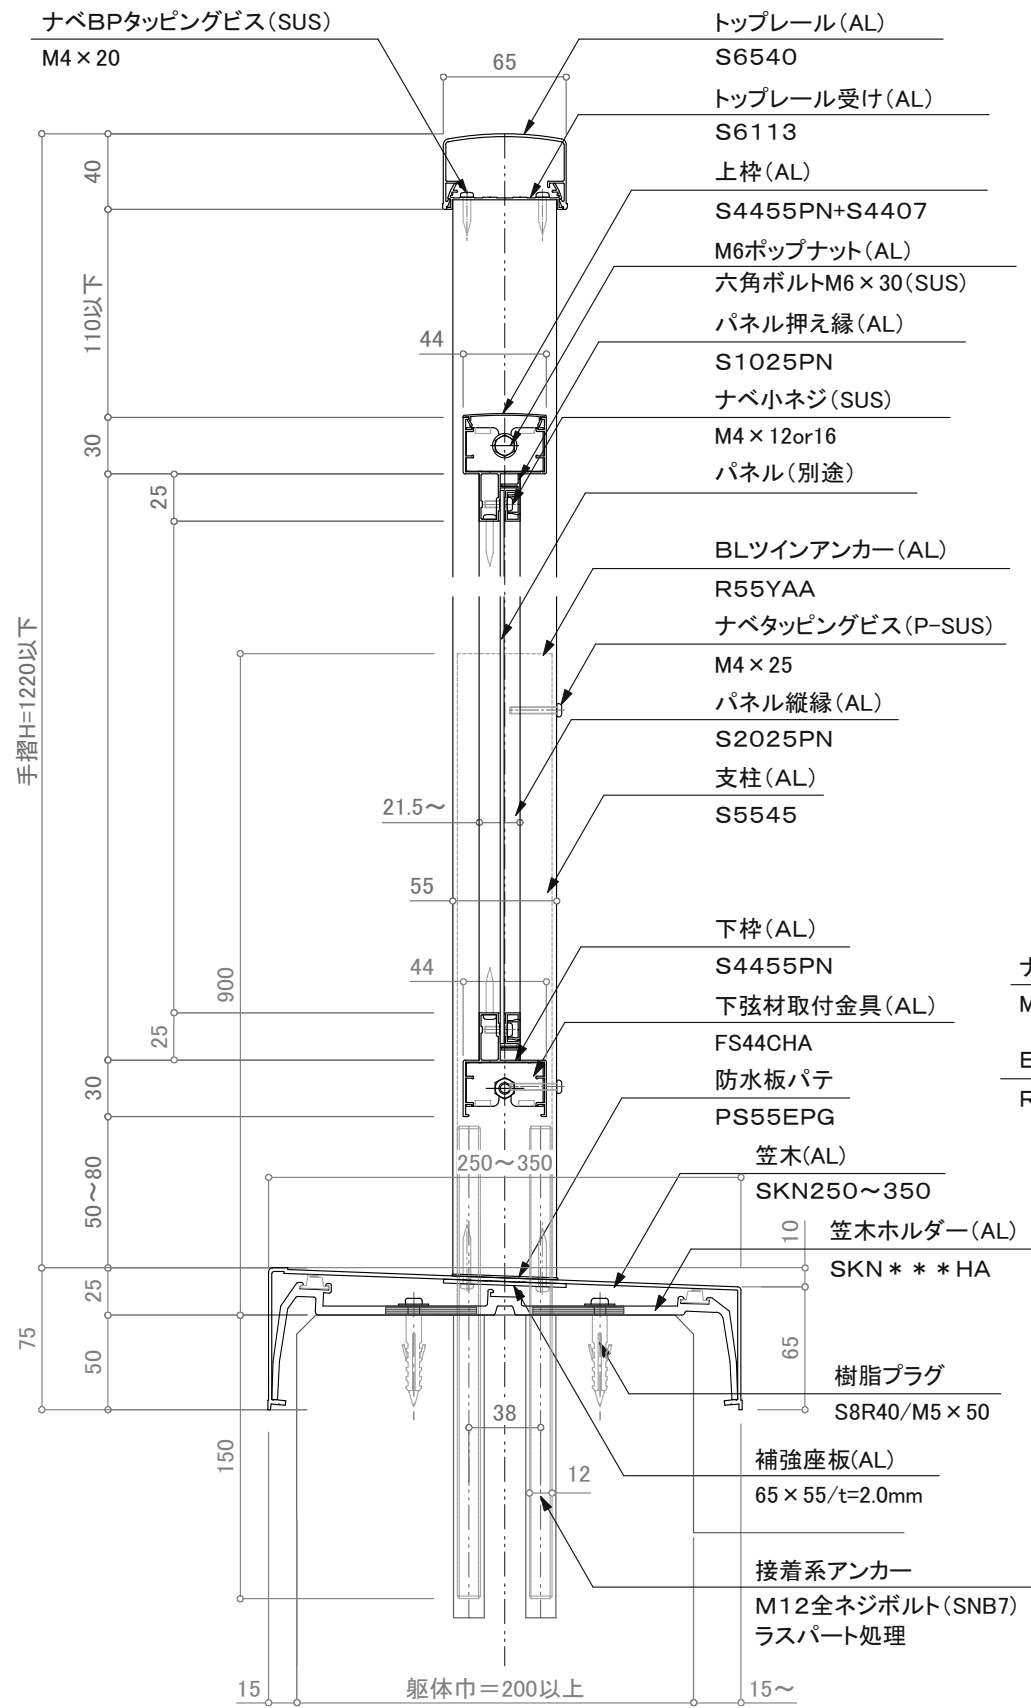 ナベBPタッピングビス(SUS)
M4×20
トップレール(AL)
S6540
トップレール受け(AL)
S6113
上枠(AL)
S4455PN+S4407
M6ポップナット(AL)
六角ボルトM6×30(SUS)
パネル押え縁(AL)
S1025PN
ナベ小ネジ(SUS)
M4×12or16
パネル(別途)
BLツインアンカー(AL)
R55YAA
ナベタッピングビス(P-SUS)
M4×25
パネル縦縁(AL)
S2025PN
支柱(AL)
S5545
下枠(AL)
S4455PN
下弦材取付金具(AL)
FS44CHA
防水板パテ
PS55EPG
笠木(AL)
SKN250~350
笠木ホルダー(AL)
SKN***HA
樹脂プラグ
S8R40/M5×50
補強座板(AL)
65×55/t=2.0mm
接着系アンカー
M12全ネジボルト(SNB7)
ラスパート処理
65
40
110以下
44
30
25
手摺H=1220以下
21.5~
55
900
44
25
30
50~80
250~350
10
25
75
50
65
38
150
12
15
躯体巾=200以上
15~
ナ
M
R